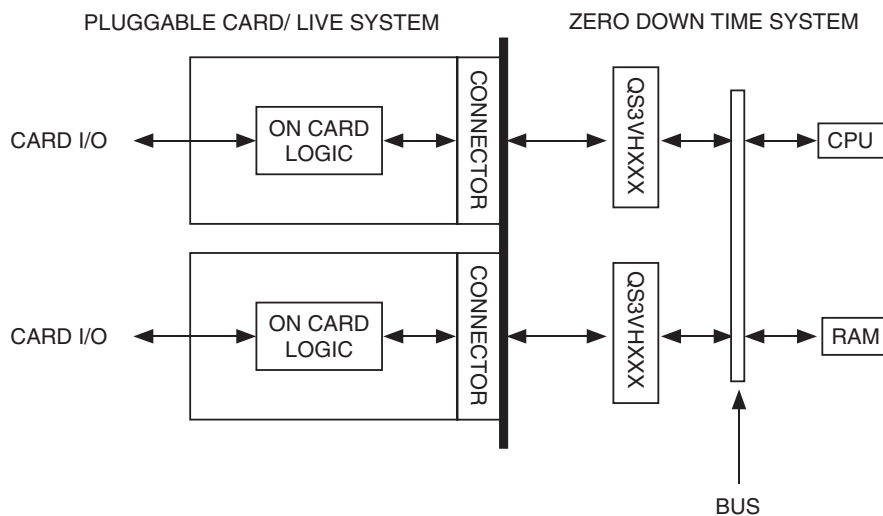 PLUGGABLE CARD/ LIVE SYSTEM
ZERO DOWN TIME SYSTEM
CARD I/O
ON CARD
LOGIC
CONNECTOR
QS3VHXXX
CPU
CARD I/O
ON CARD
LOGIC
CONNECTOR
QS3VHXXX
RAM
BUS